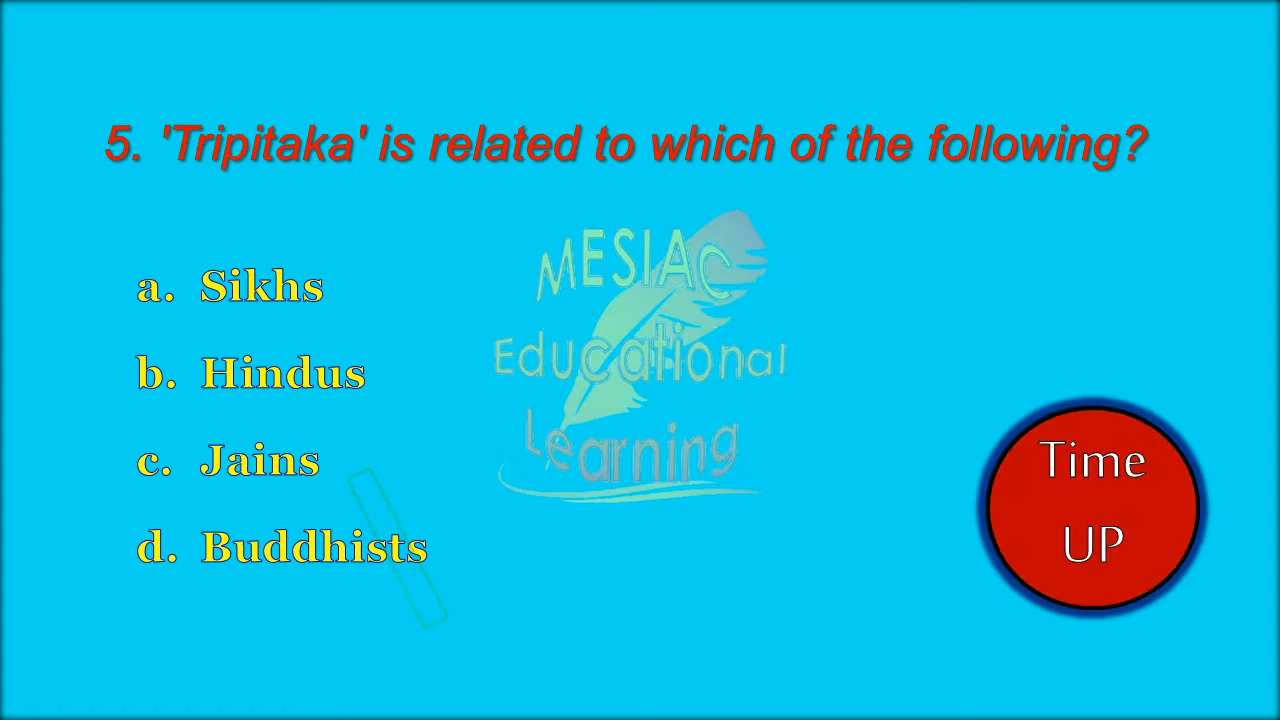 5. 'Tripitaka' is related to which of the following?
MESIAC
Educational
Learning
a. Sikhs
b. Hindus
c. Jains
d. Buddhists
Time
UP